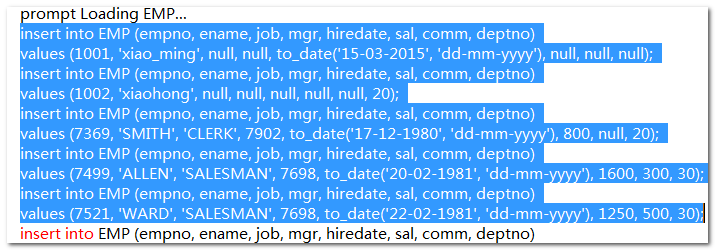 prompt Loading EMP...
insert into EMP (empno, ename, job, mgr, hiredate, sal, comm, deptno)
values (1001, 'xiao_ming', null, null, to_date('15-03-2015', 'dd-mm-yyyy'), null, null, null);
insert into EMP (empno, ename, job, mgr, hiredate, sal, comm, deptno)
values (1002, 'xiaohong', null, null, null, null, null, 20);
insert into EMP (empno, ename, job, mgr, hiredate, sal, comm, deptno)
values (7369, 'SMITH', 'CLERK', 7902, to_date('17-12-1980', 'dd-mm-yyyy'), 800, null, 20);
insert into EMP (empno, ename, job, mgr, hiredate, sal, comm, deptno)
values (7499, 'ALLEN', 'SALESMAN', 7698, to_date('20-02-1981', 'dd-mm-yyyy'), 1600, 300, 30);
insert into EMP (empno, ename, job, mgr, hiredate, sal, comm, deptno)
values (7521, 'WARD', 'SALESMAN', 7698, to_date('22-02-1981', 'dd-mm-yyyy'), 1250, 500, 30);
insert into EMP (empno, ename, job, mgr, hiredate, sal, comm, deptno)